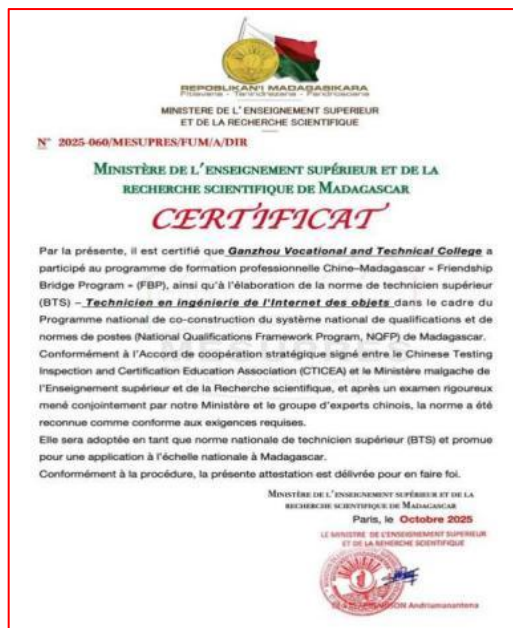 REPOBLIKAN'I MADAGASIKARA
Fitiavana - Tanindrazana - Fandrosoana
MINISTERE DE L'ENSEIGNEMENT SUPERIEUR
ET DE LA RECHERCHE SCIENTIFIQUE
N° 2025-060/MESUPRES/FUM/A/DIR
MINISTÈRE DE L'ENSEIGNEMENT SUPÉRIEUR ET DE LA
RECHERCHE SCIENTIFIQUE DE MADAGASCAR
CERTIFICAT
Par la présente, il est certifié que Ganzhou Vocational and Technical College a
participé au programme de formation professionnelle Chine–Madagascar « Friendship
Bridge Program » (FBP), ainsi qu'à l'élaboration de la norme de technicien supérieur
(BTS) – Technicien en ingénierie de l'Internet des objets dans le cadre du
Programme national de co-construction du système national de qualifications et de
normes de postes (National Qualifications Framework Program, NQFP) de Madagascar.
Conformément à l'Accord de coopération stratégique signé entre le Chinese Testing
Inspection and Certification Education Association (CTICEA) et le Ministère malgache de
l'Enseignement supérieur et de la Recherche scientifique, et après un examen rigoureux
mené conjointement par notre Ministère et le groupe d'experts chinois, la norme a été
reconnue comme conforme aux exigences requises.
Elle sera adoptée en tant que norme nationale de technicien supérieur (BTS) et promue
pour une application à l'échelle nationale à Madagascar.
Conformément à la procédure, la présente attestation est délivrée pour en faire foi.
MINISTÈRE DE L'ENSEIGNEMENT SUPÉRIEUR ET DE LA
RECHERCHE SCIENTIFIQUE DE MADAGASCAR
Paris, le Octobre 2025
LE MINISTRE DE L'ENSEIGNEMENT SUPERIEUR
ET DE LA REHERCHE SCIENTIFIQUE
Andriamanantena